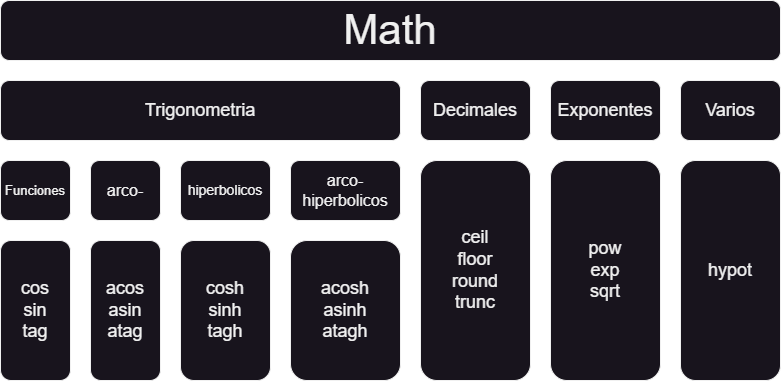 Math
Trigonometria
Decimales
Exponentes
Varios
Funciones
arco-
hiperbolicos
arco-
hiperbolicos
cos
sin
tag
acos
asin
atag
cosh
sinh
tagh
acosh
asinh
atagh
ceil
floor
round
trunc
pow
exp
sqrt
hypot